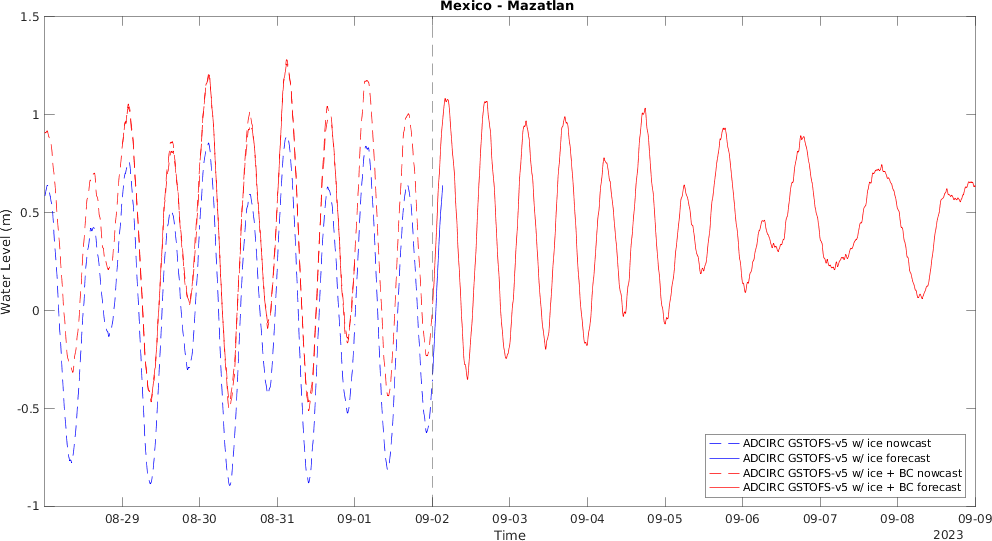 Mexico - Mazatlan
1.5
1
0.5
0
-0.5
-1
Water Level (m)
08-29
08-30
08-31
09-01
09-02
09-03
09-04
09-05
09-06
09-07
09-08
09-09
Time
2023
ADCIRC GSTOFS-v5 w/ ice nowcast
ADCIRC GSTOFS-v5 w/ ice forecast
ADCIRC GSTOFS-v5 w/ ice + BC nowcast
ADCIRC GSTOFS-v5 w/ ice + BC forecast